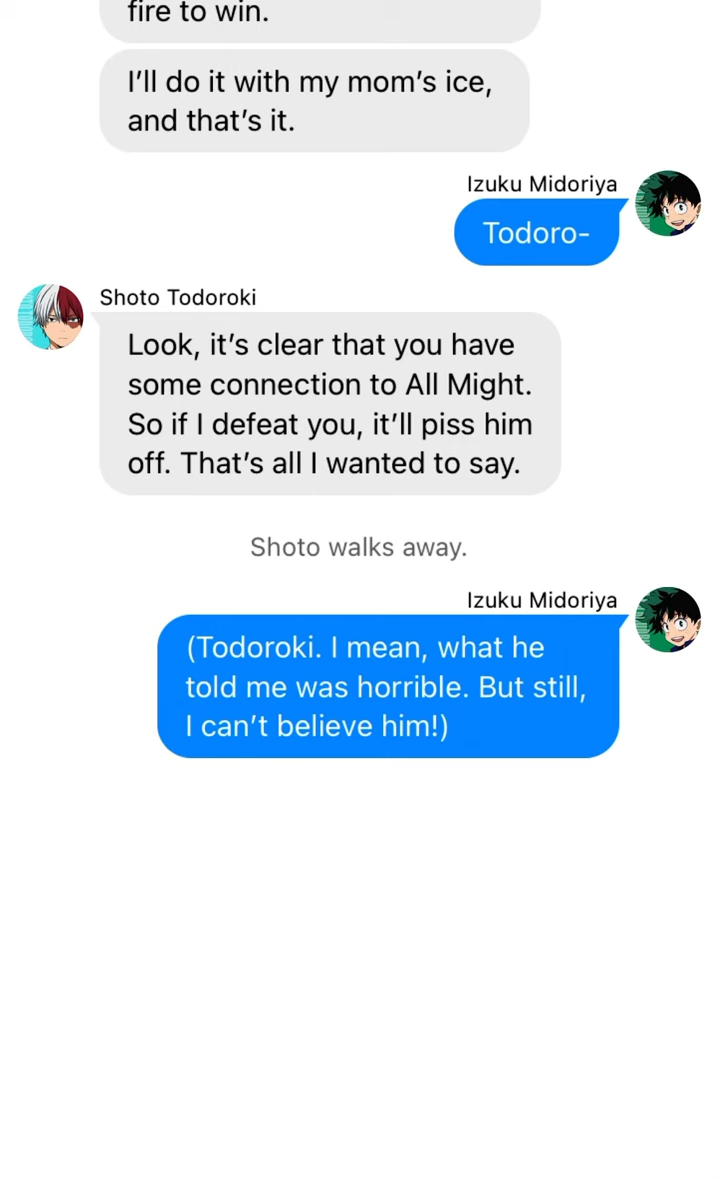 fire to win.
I’ll do it with my mom’s ice,
and that’s it.
Izuku Midoriya
Todoro-
Shoto Todoroki
Look, it’s clear that you have
some connection to All Might.
So if I defeat you, it’ll piss him
off. That’s all I wanted to say.
Shoto walks away.
Izuku Midoriya
(Todoroki. I mean, what he
told me was horrible. But still,
I can’t believe him!)